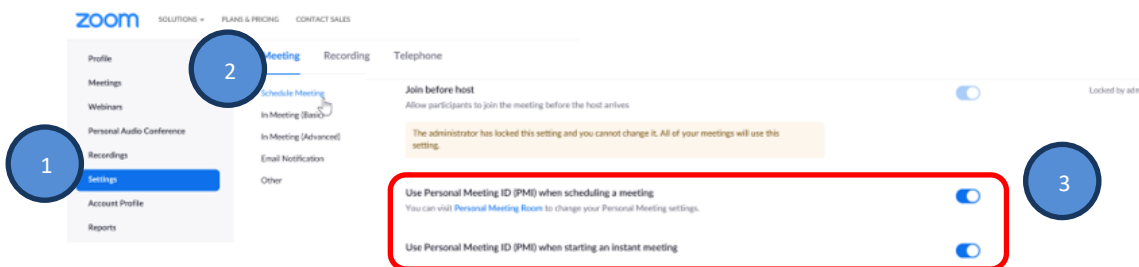 zoom SOLUTIONS PLANS & PRICING CONTACT SALES
Profile
Meetings
Webinars
Personal Audio Conference
Recordings
Settings
Account Profile
Reports
1
2
Meeting Recording Telephone
Schedule Meeting
In Meeting (Basic)
In Meeting (Advanced)
Email Notification
Other
Join before host
Allow participants to join the meeting before the host arrives
Locked by adm
The administrator has locked this setting and you cannot change it. All of your meetings will use this
setting.
Use Personal Meeting ID (PMI) when scheduling a meeting
You can visit Personal Meeting Room to change your Personal Meeting settings.
Use Personal Meeting ID (PMI) when starting an instant meeting
3